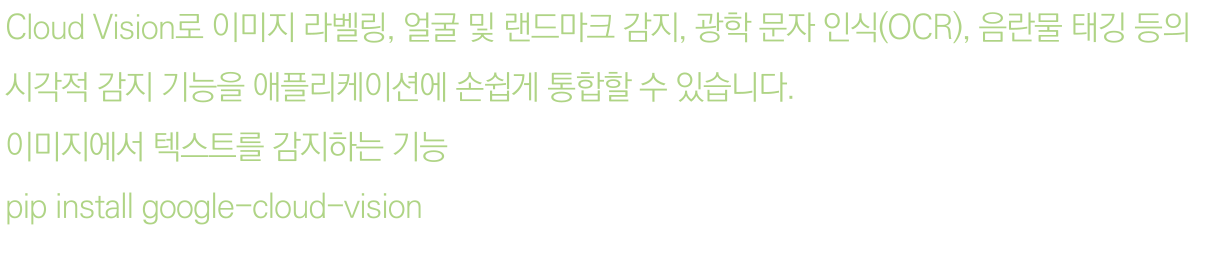 Cloud Vision로 이미지 라벨링, 얼굴 및 랜드마크 감지, 광학 문자 인식(OCR), 음란물 태깅 등의
시각적 감지 기능을 애플리케이션에 손쉽게 통합할 수 있습니다.
이미지에서 텍스트를 감지하는 기능
pip install google-cloud-vision